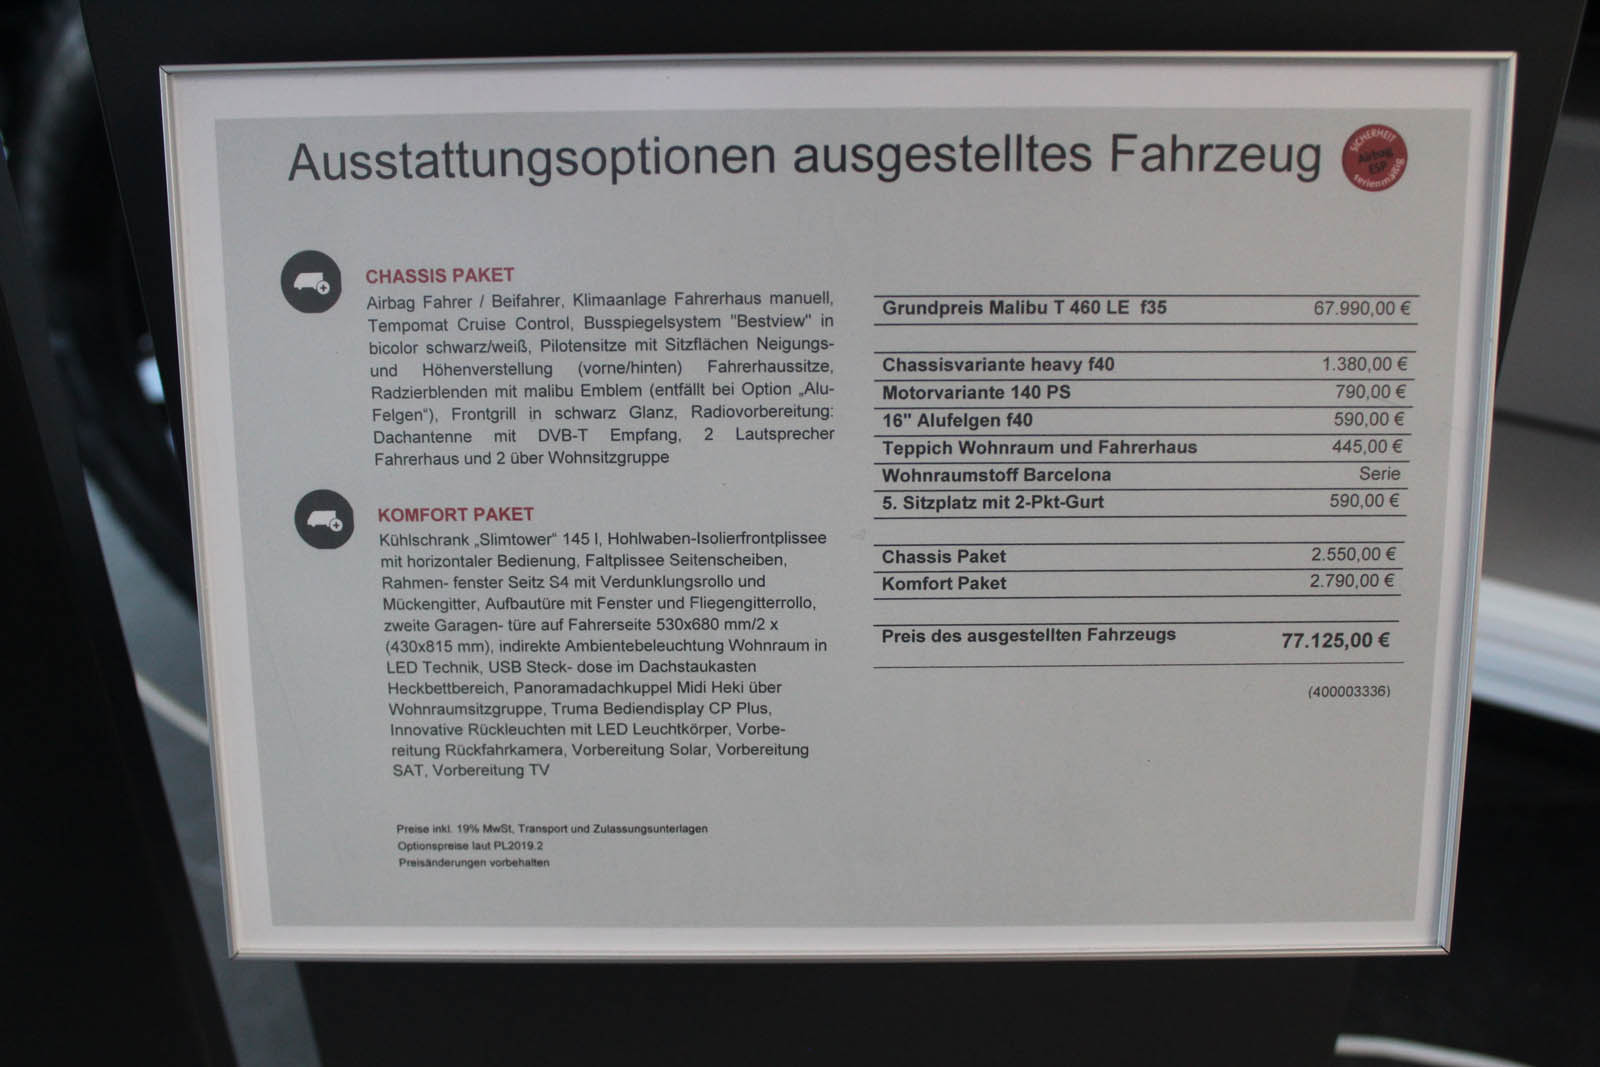 Ausstattungsoptionen ausgestelltes Fahrzeug
SICHERHEIT
Airbag
ESP
serienmäßig
CHASSIS PAKET
Airbag Fahrer / Beifahrer, Klimaanlage Fahrerhaus manuell,
Tempomat Cruise Control, Busspiegelsystem "Bestview" in
bicolor schwarz/weiß, Pilotensitze mit Sitzflächen Neigungs-
und Höhenverstellung (vorne/hinten) Fahrerhaussitze,
Radzierblenden mit malibu Emblem (entfällt bei Option „Alu-
Felgen“), Frontgrill in schwarz Glanz, Radiovorbereitung:
Dachantenne mit DVB-T Empfang, 2 Lautsprecher
Fahrerhaus und 2 über Wohnsitzgruppe
KOMFORT PAKET
Kühlschrank „Slimtower“ 145 l, Hohlwaben-Isolierfrontplissee
mit horizontaler Bedienung, Faltplissee Seitenscheiben,
Rahmen- fenster Seitz S4 mit Verdunklungsrollo und
Mückengitter, Aufbautüre mit Fenster und Fliegengitterrollo,
zweite Garagen- türe auf Fahrerseite 530x680 mm/2 x
(430x815 mm), indirekte Ambientebeleuchtung Wohnraum in
LED Technik, USB Steck- dose im Dachstaukasten
Heckbettbereich, Panoramadachkuppel Midi Heki über
Wohnraumsitzgruppe, Truma Bediendisplay CP Plus,
Innovative Rückleuchten mit LED Leuchtkörper, Vorbe-
reitung Rückfahrkamera, Vorbereitung Solar, Vorbereitung
SAT, Vorbereitung TV
Preise inkl. 19% MwSt, Transport und Zulassungsunterlagen
Optionspreise laut PL2019.2
Preisänderungen vorbehalten
Grundpreis Malibu T 460 LE f35 67.990,00 €
Chassisvariante heavy f40 1.380,00 €
Motorvariante 140 PS 790,00 €
16" Alufelgen f40 590,00 €
Teppich Wohnraum und Fahrerhaus 445,00 €
Wohnraumstoff Barcelona Serie
5. Sitzplatz mit 2-Pkt-Gurt 590,00 €
Chassis Paket 2.550,00 €
Komfort Paket 2.790,00 €
Preis des ausgestellten Fahrzeugs 77.125,00 €
(400003336)